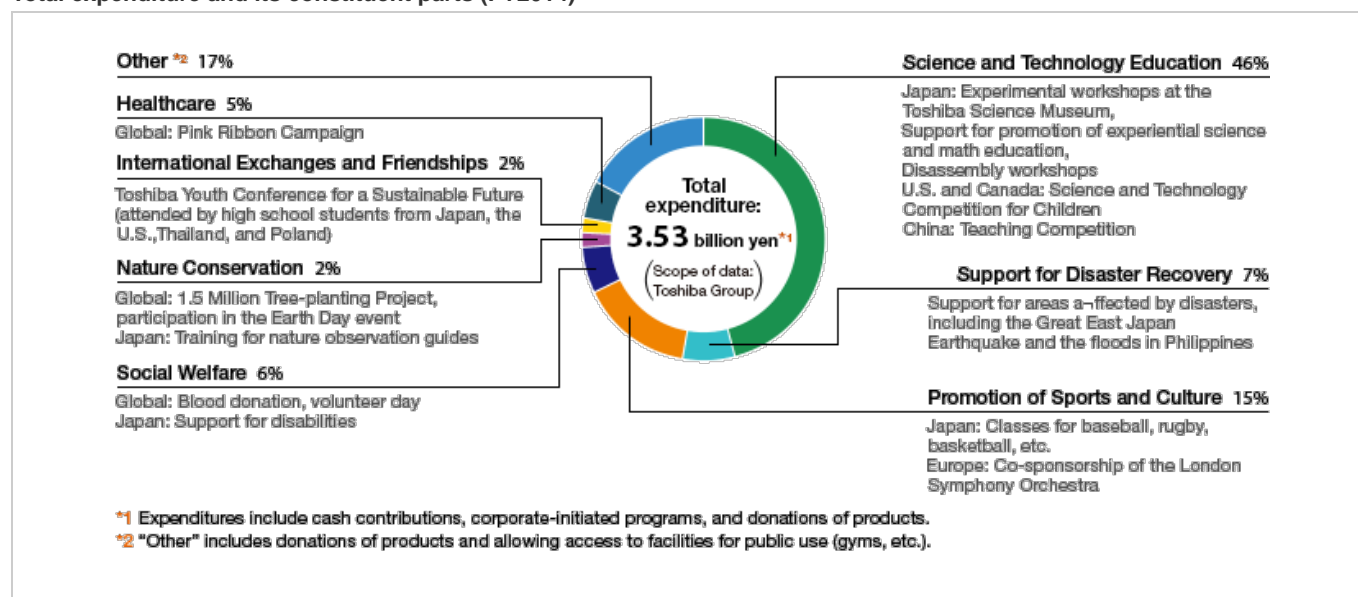 Total expenditure and its constituent parts (FY2014)
Other *2 17%
Healthcare 5%
Global: Pink Ribbon Campaign
International Exchanges and Friendships 2%
Toshiba Youth Conference for a Sustainable Future
(attended by high school students from Japan, the
U.S.,Thailand, and Poland)
Nature Conservation 2%
Global: 1.5 Million Tree-planting Project,
participation in the Earth Day event
Japan: Training for nature observation guides
Social Welfare 6%
Global: Blood donation, volunteer day
Japan: Support for disabilities
Total
expenditure:
3.53 billion yen*1
(Scope of data:
Toshiba Group)
Science and Technology Education 46%
Japan: Experimental workshops at the
Toshiba Science Museum,
Support for promotion of experiential science
and math education,
Disassembly workshops
U.S. and Canada: Science and Technology
Competition for Children
China: Teaching Competition
Support for Disaster Recovery 7%
Support for areas a¬ffected by disasters,
including the Great East Japan
Earthquake and the floods in Philippines
Promotion of Sports and Culture 15%
Japan: Classes for baseball, rugby,
basketball, etc.
Europe: Co-sponsorship of the London
Symphony Orchestra
*1 Expenditures include cash contributions, corporate-initiated programs, and donations of products.
*2 "Other" includes donations of products and allowing access to facilities for public use (gyms, etc.).